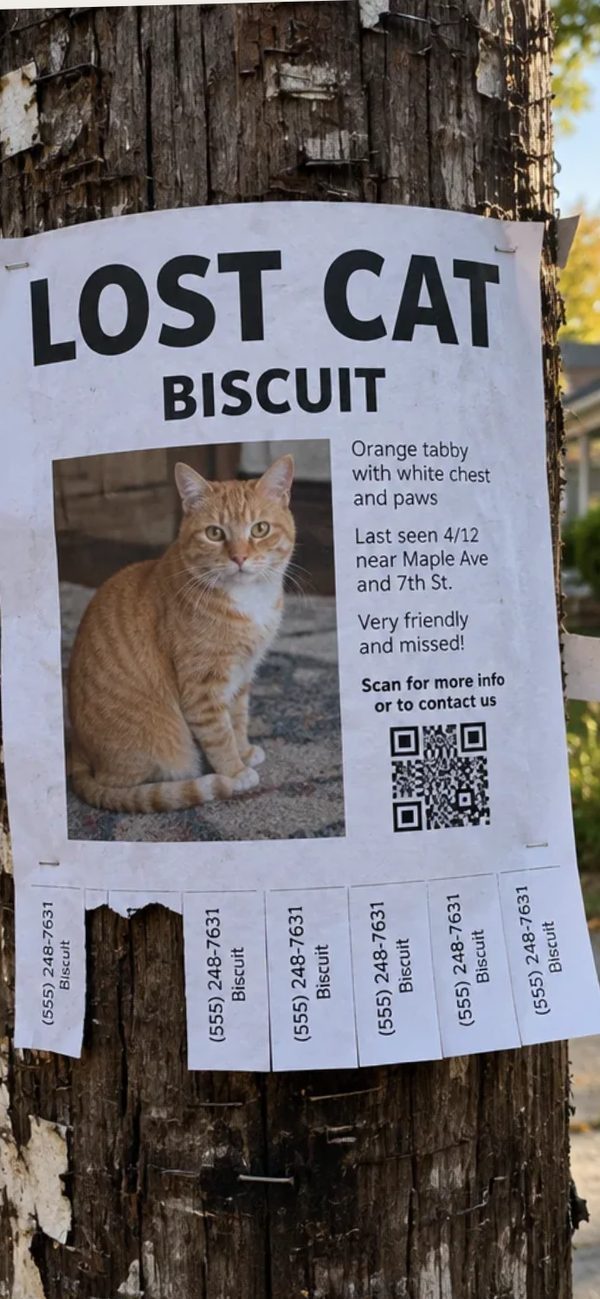 LOST CAT
BISCUIT
Orange tabby
with white chest
and paws
Last seen 4/12
near Maple Ave
and 7th St.
Very friendly
and missed!
Scan for more info
or to contact us
(555) 248-7631
Biscuit
(555) 248-7631
Biscuit
(555) 248-7631
Biscuit
(555) 248-7631
Biscuit
(555) 248-7631
Biscuit
(555) 248-7631
Biscuit